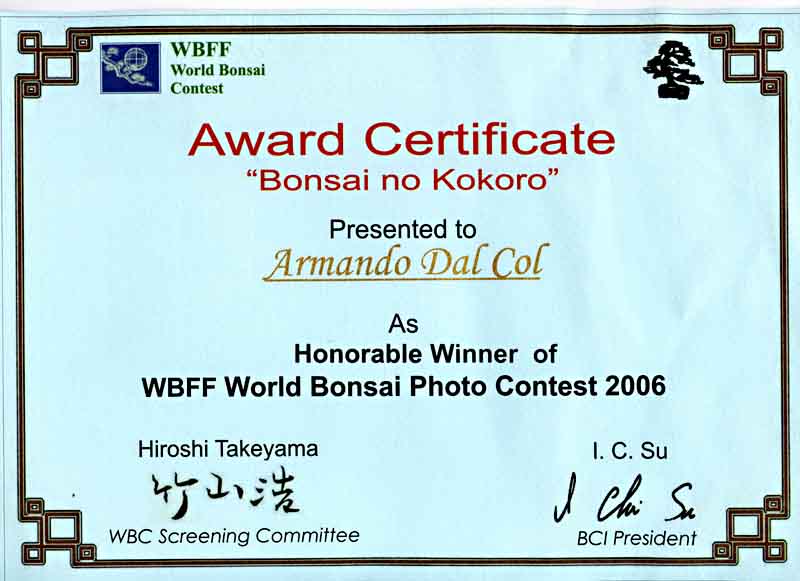 WBFF
World Bonsai
Contest
Award Certificate
“Bonsai no Kokoro”
Presented to
Armando Dal Col
As
Honorable Winner of
WBFF World Bonsai Photo Contest 2006
Hiroshi Takeyama
I. C. Su
竹山浩
I Chi Su
WBC Screening Committee
BCI President